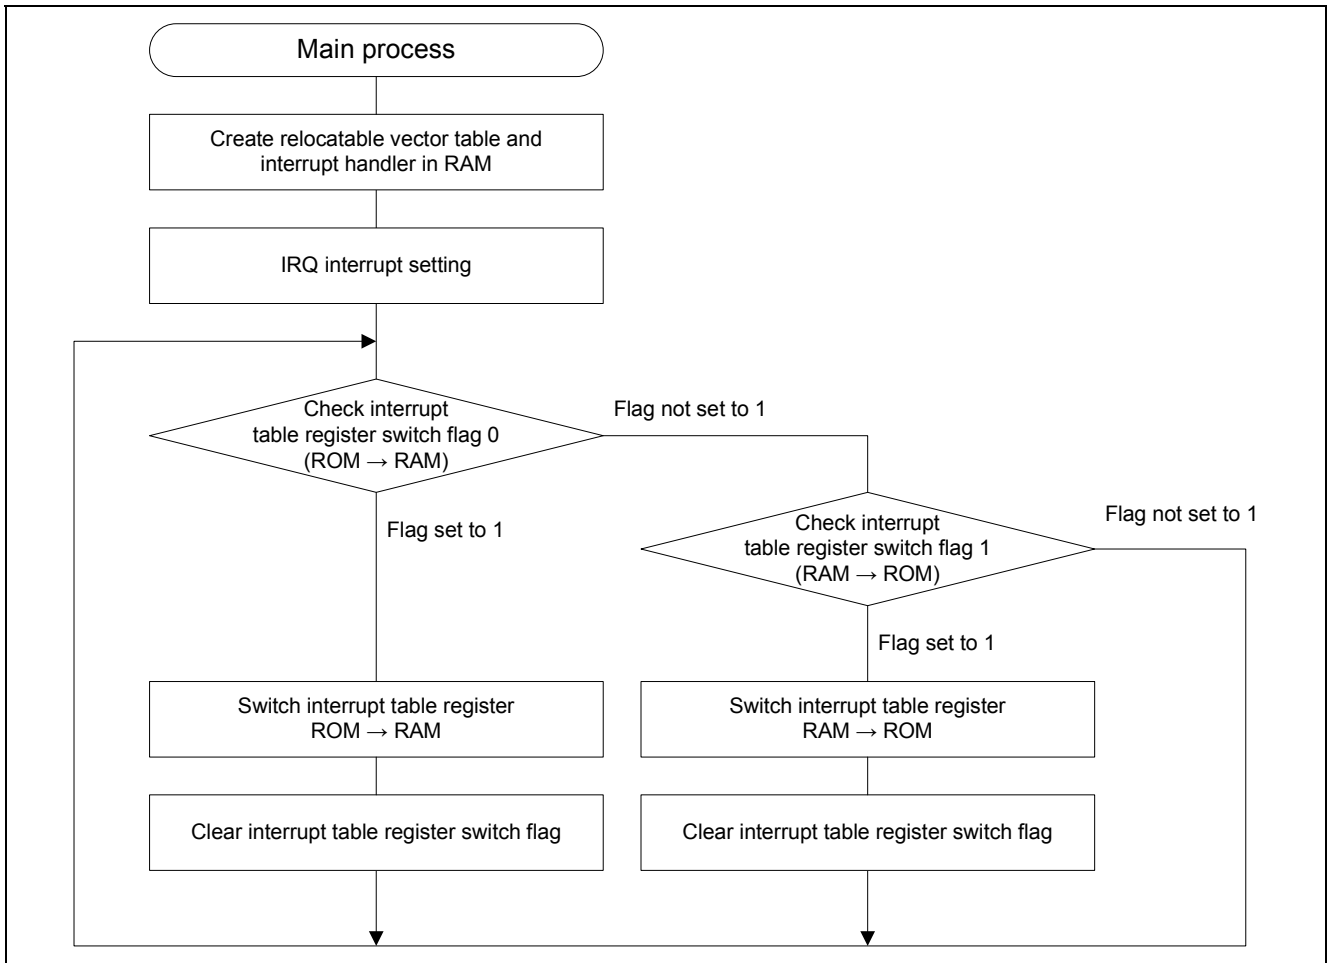 Main process
Create relocatable vector table and
interrupt handler in RAM
IRQ interrupt setting
Check interrupt
table register switch flag 0
(ROM → RAM)
Flag not set to 1
Flag set to 1
Check interrupt
table register switch flag 1
(RAM → ROM)
Flag not set to 1
Flag set to 1
Switch interrupt table register
ROM → RAM
Switch interrupt table register
RAM → ROM
Clear interrupt table register switch flag
Clear interrupt table register switch flag